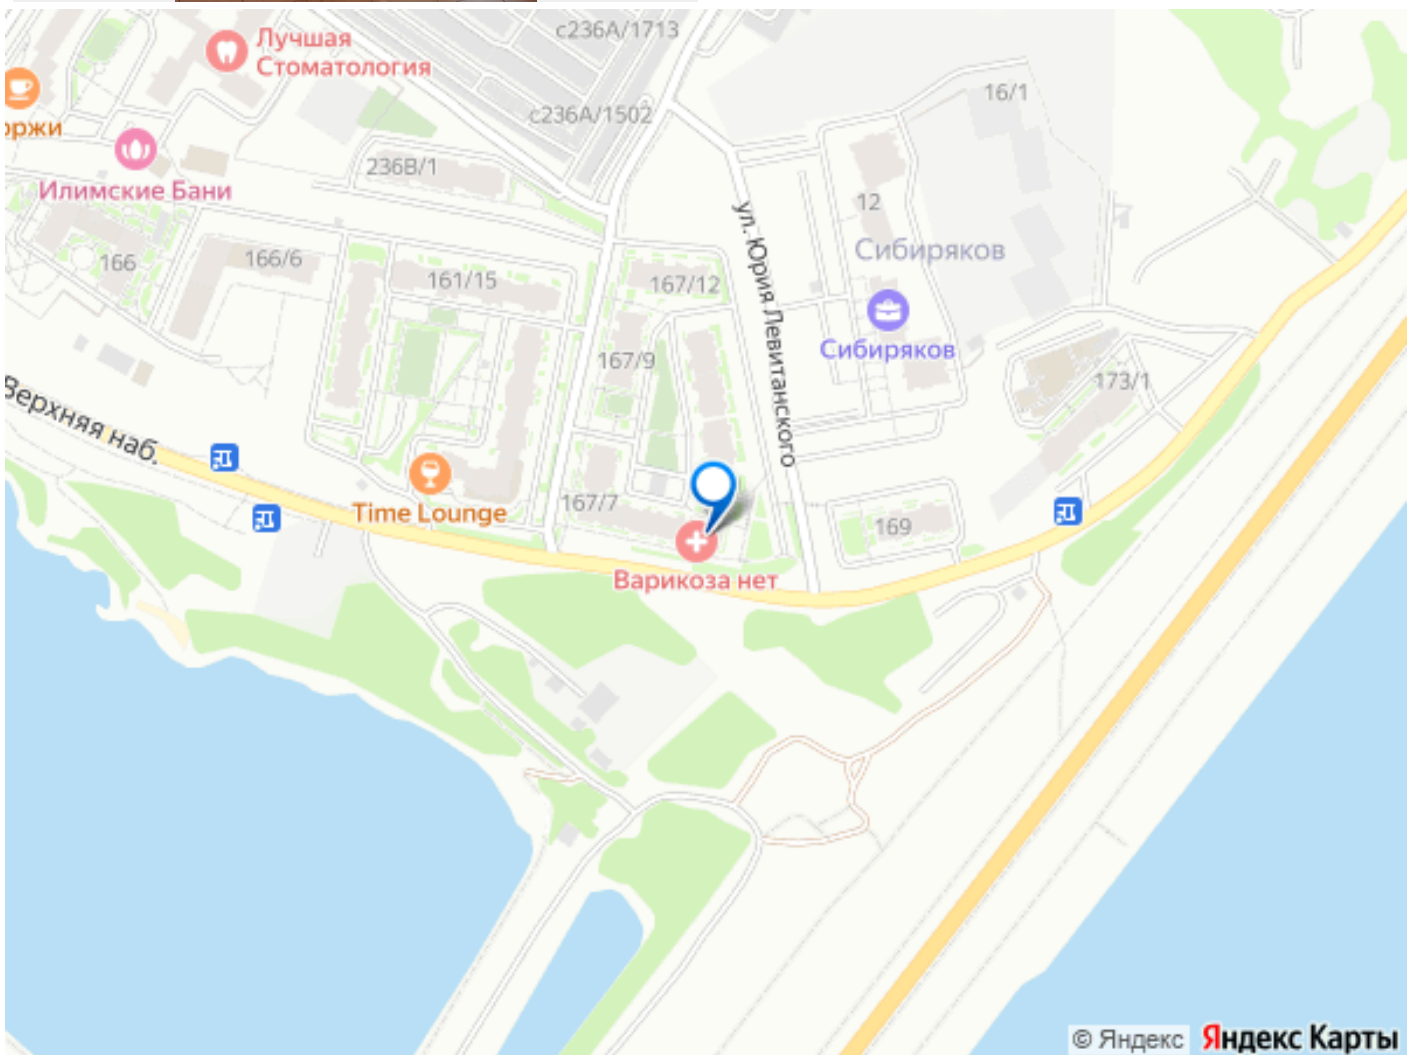 с236А/1713
Лучшая
Стоматология
16/1
с236А/1502
оржи
236В/1
Илимские Бани
12
ул. Юрия Левитанского
Сибиряков
166
166/6
161/15
167/12
Сибиряков
167/9
173/1
Верхняя наб.
Time Lounge
167/7
169
Варикоза нет
© Яндекс Яндекс Карты